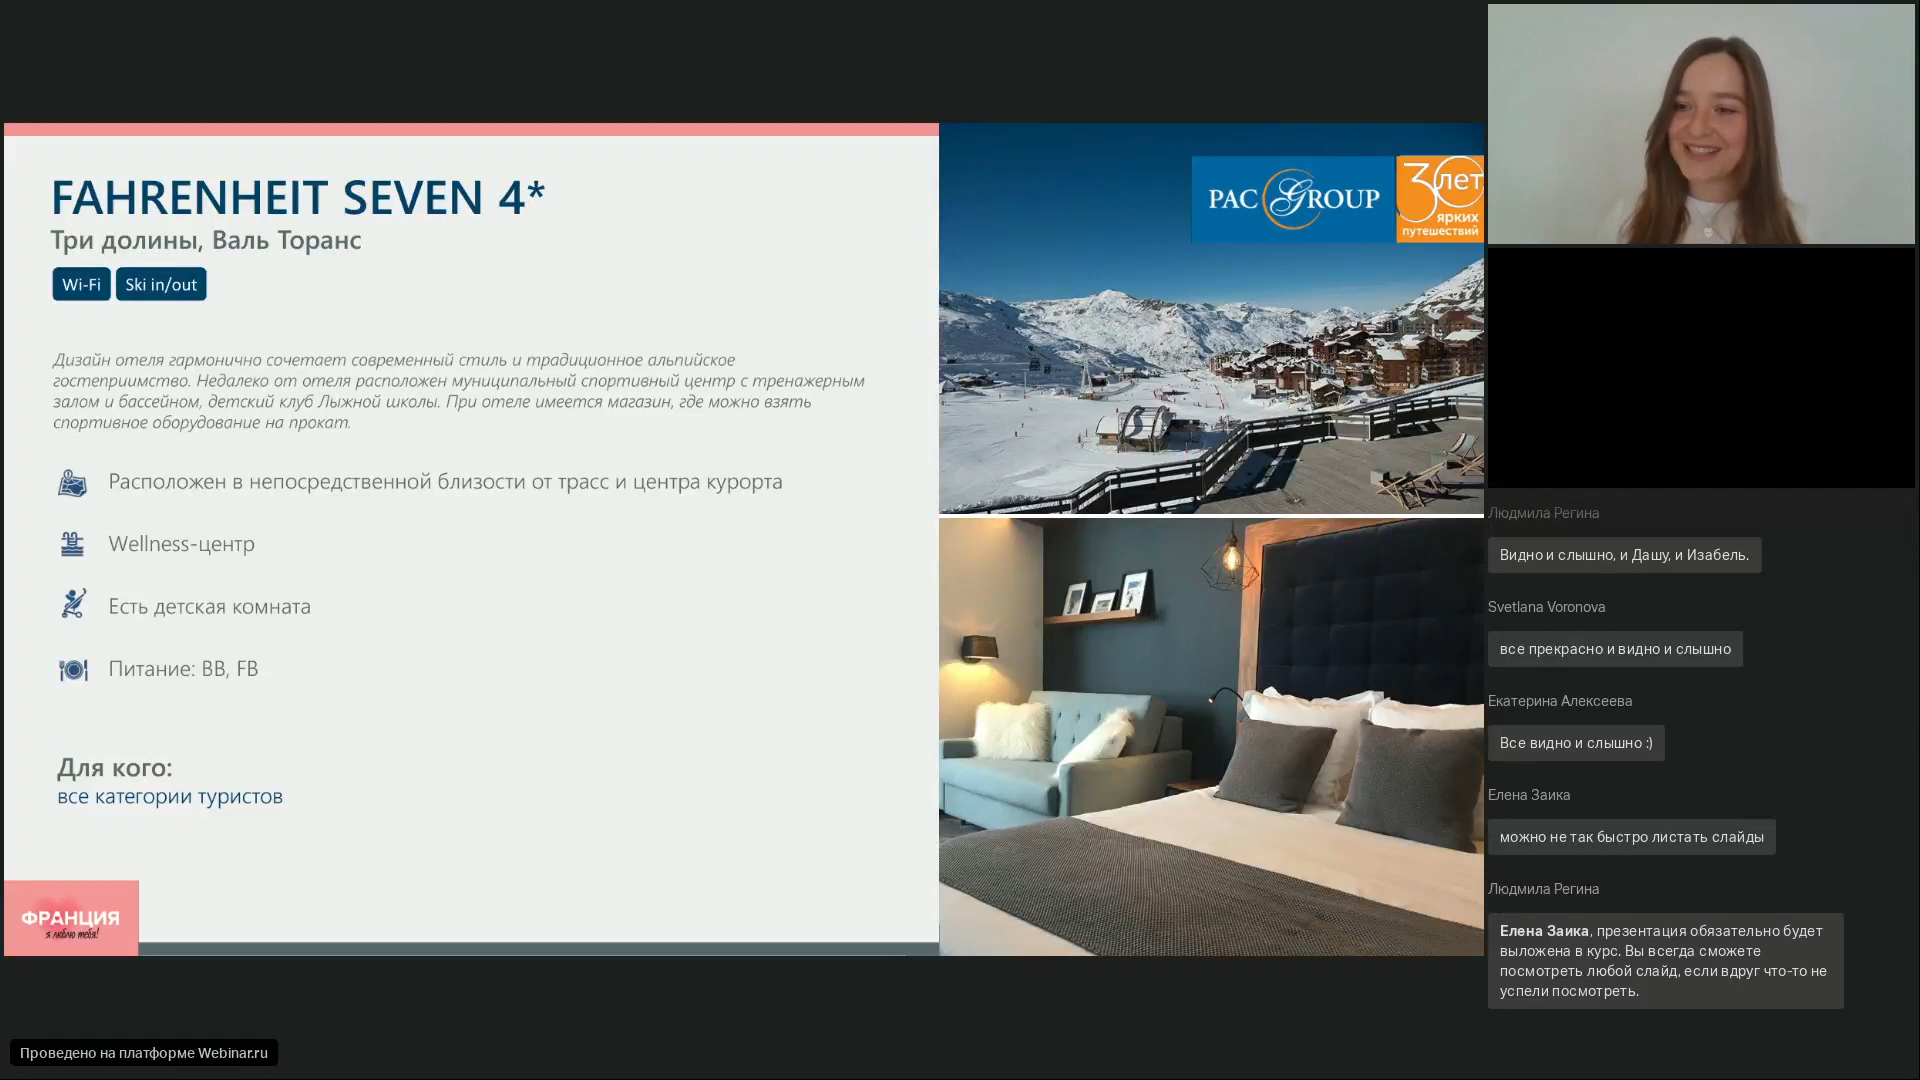 FAHRENHEIT SEVEN 4*
Три долины, Валь Торанс
Wi-Fi
Ski in/out
Дизайн отеля гармонично сочетает современный стиль и традиционное альпийское
гостеприимство. Недалеко от отеля расположен муниципальный спортивный центр с тренажерным
залом и бассейном, детский клуб Лыжной школы. При отеле имеется магазин, где можно взять
спортивное оборудование на прокат.
Расположен в непосредственной близости от трасс и центра курорта
Wellness-центр
Есть детская комната
Питание: BB, FB
Для кого:
все категории туристов
ФРАНЦИЯ
я люблю тебя!
PAC GROUP
30 лет
ярких
путешествий
Людмила Регина
Видно и слышно, и Дашу, и Изабель.
Svetlana Voronova
все прекрасно и видно и слышно
Екатерина Алексеева
Все видно и слышно :)
Елена Заика
можно не так быстро листать слайды
Людмила Регина
Елена Заика, презентация обязательно будет
выложена в курс. Вы всегда сможете
посмотреть любой слайд, если вдруг что-то не
успели посмотреть.
Проведено на платформе Webinar.ru